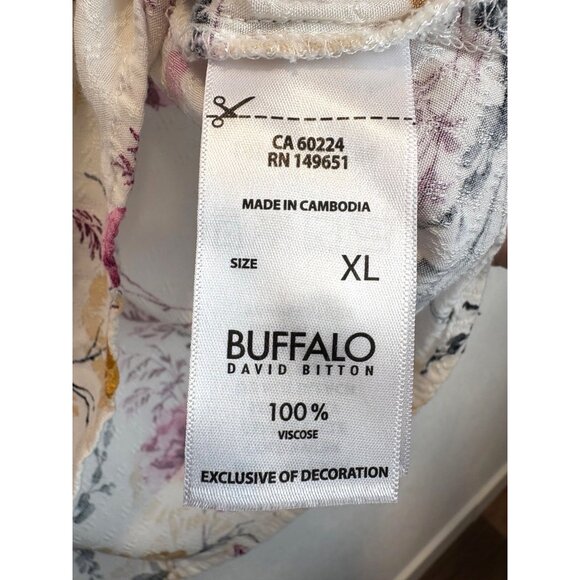 CA 60224
RN 149651
MADE IN CAMBODIA
SIZE XL
BUFFALO
DAVID BITTON
100 %
VISCOSE
EXCLUSIVE OF DECORATION